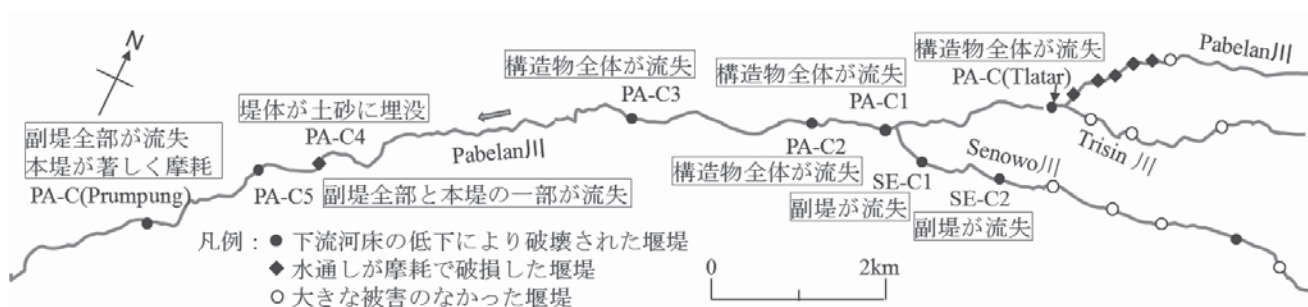 N
構造物全体が流失
PA-C(Tlatar)
Pabelan川
構造物全体が流失
PA-C3
構造物全体が流失
PA-C1
堤体が土砂に埋没
PA-C4
副堤全部が流失
本堤が著しく摩耗
PA-C(Prumpung)
Pabelan川
PA-C2
構造物全体が流失
Senowo川
Trisin 川
PA-C5
副堤全部と本堤の一部が流失
SE-C1
副堤が流失
SE-C2
副堤が流失
凡例：● 下流河床の低下により破壊された堰堤
◆ 水通しが摩耗で破損した堰堤
○ 大きな被害のなかった堰堤
0 2km